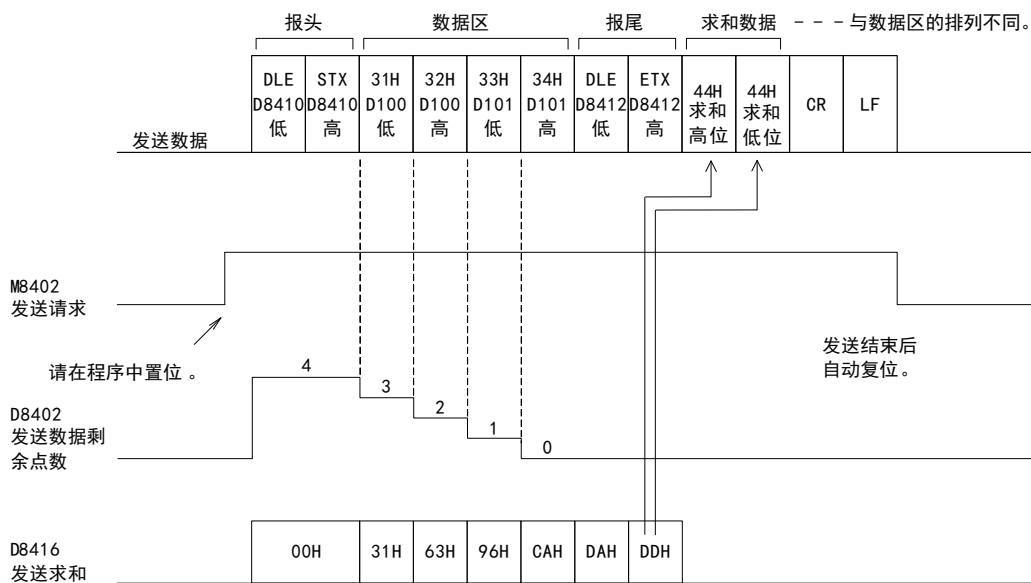 报头 数据区 报尾 求和数据 - - - 与数据区的排列不同。
DLE STX 31H 32H 33H 34H DLE ETX 44H 44H CR LF
D8410 D8410 D100 D100 D101 D101 D8412 D8412 求和 求和
低 高 低 高 低 高 低 高 高位 低位
发送数据
M8402
发送请求
请在程序中置位 。
发送结束后
自动复位。
4
3
2
1
0
D8402
发送数据剩
余点数
D8416
发送求和
00H 31H 63H 96H CAH DAH DDH